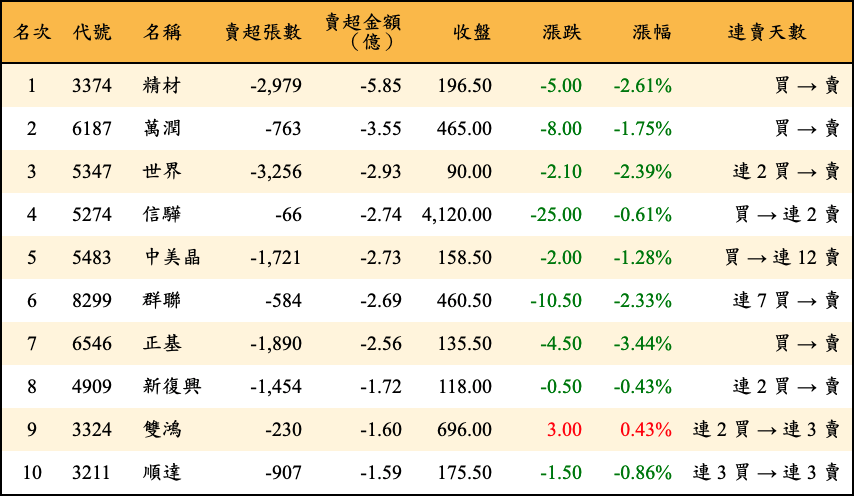 名次 代號 名稱 賣超張數 賣超金額（億） 收盤 漲跌 漲幅 連賣天數
1 3374 精材 -2,979 -5.85 196.50 -5.00 -2.61% 買 → 賣
2 6187 萬潤 -763 -3.55 465.00 -8.00 -1.75% 買 → 賣
3 5347 世界 -3,256 -2.93 90.00 -2.10 -2.39% 連 2 買 → 賣
4 5274 信驊 -66 -2.74 4,120.00 -25.00 -0.61% 買 → 連 2 賣
5 5483 中美晶 -1,721 -2.73 158.50 -2.00 -1.28% 買 → 連 12 賣
6 8299 群聯 -584 -2.69 460.50 -10.50 -2.33% 連 7 買 → 賣
7 6546 正基 -1,890 -2.56 135.50 -4.50 -3.44% 買 → 賣
8 4909 新復興 -1,454 -1.72 118.00 -0.50 -0.43% 連 2 買 → 賣
9 3324 雙鴻 -230 -1.60 696.00 3.00 0.43% 連 2 買 → 連 3 賣
10 3211 順達 -907 -1.59 175.50 -1.50 -0.86% 連 3 買 → 連 3 賣